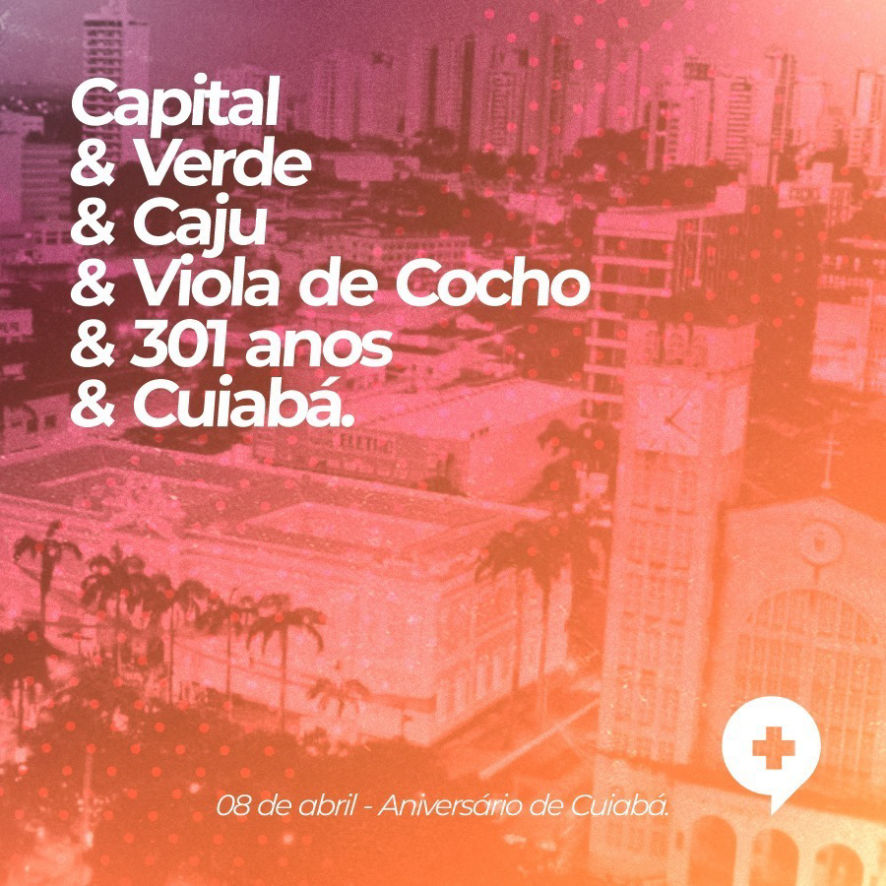 Capital
& Verde
& Caju
& Viola de Cocho
& 301 anos
& Cuiabá.
08 de abril - Aniversário de Cuiabá.